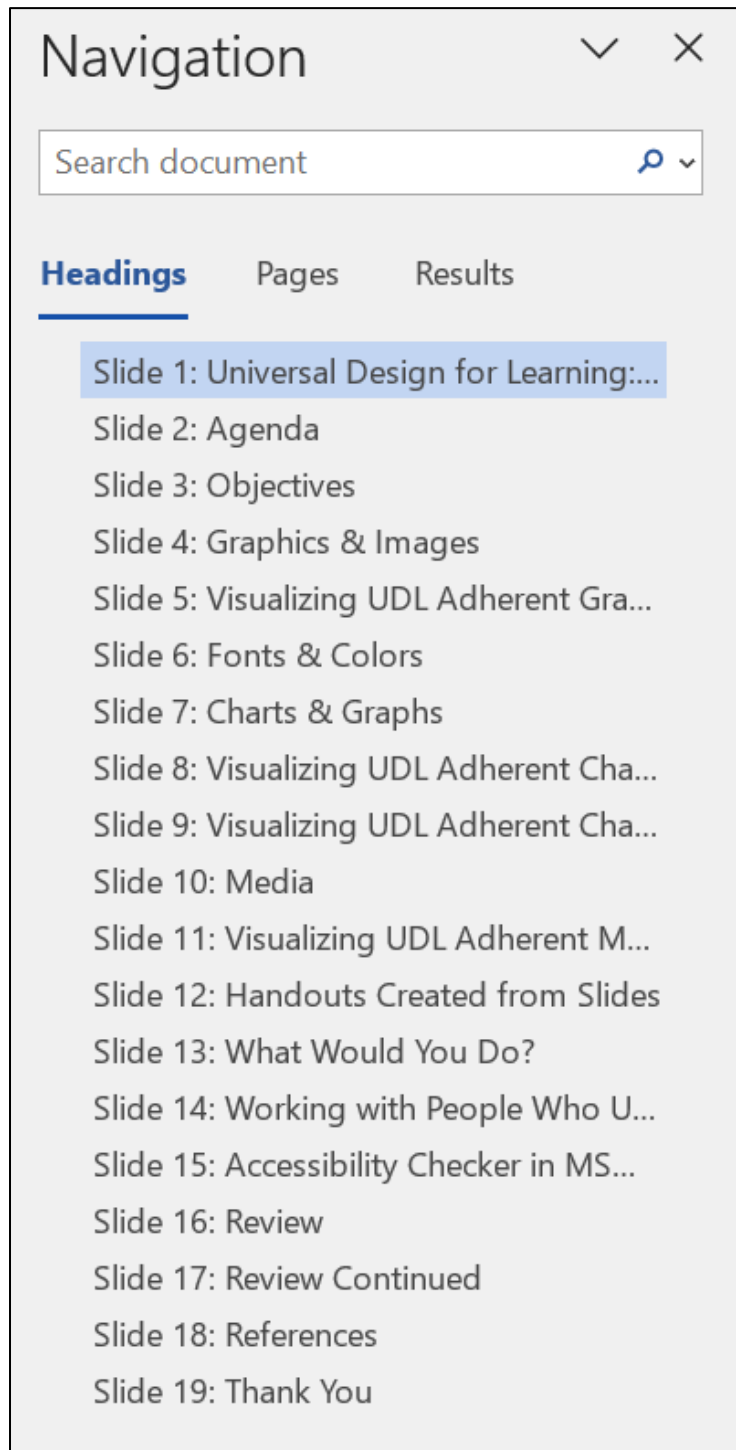 Navigation
Search document
Headings Pages Results
Slide 1: Universal Design for Learning:...
Slide 2: Agenda
Slide 3: Objectives
Slide 4: Graphics & Images
Slide 5: Visualizing UDL Adherent Gra...
Slide 6: Fonts & Colors
Slide 7: Charts & Graphs
Slide 8: Visualizing UDL Adherent Cha...
Slide 9: Visualizing UDL Adherent Cha...
Slide 10: Media
Slide 11: Visualizing UDL Adherent M...
Slide 12: Handouts Created from Slides
Slide 13: What Would You Do?
Slide 14: Working with People Who U...
Slide 15: Accessibility Checker in MS...
Slide 16: Review
Slide 17: Review Continued
Slide 18: References
Slide 19: Thank You